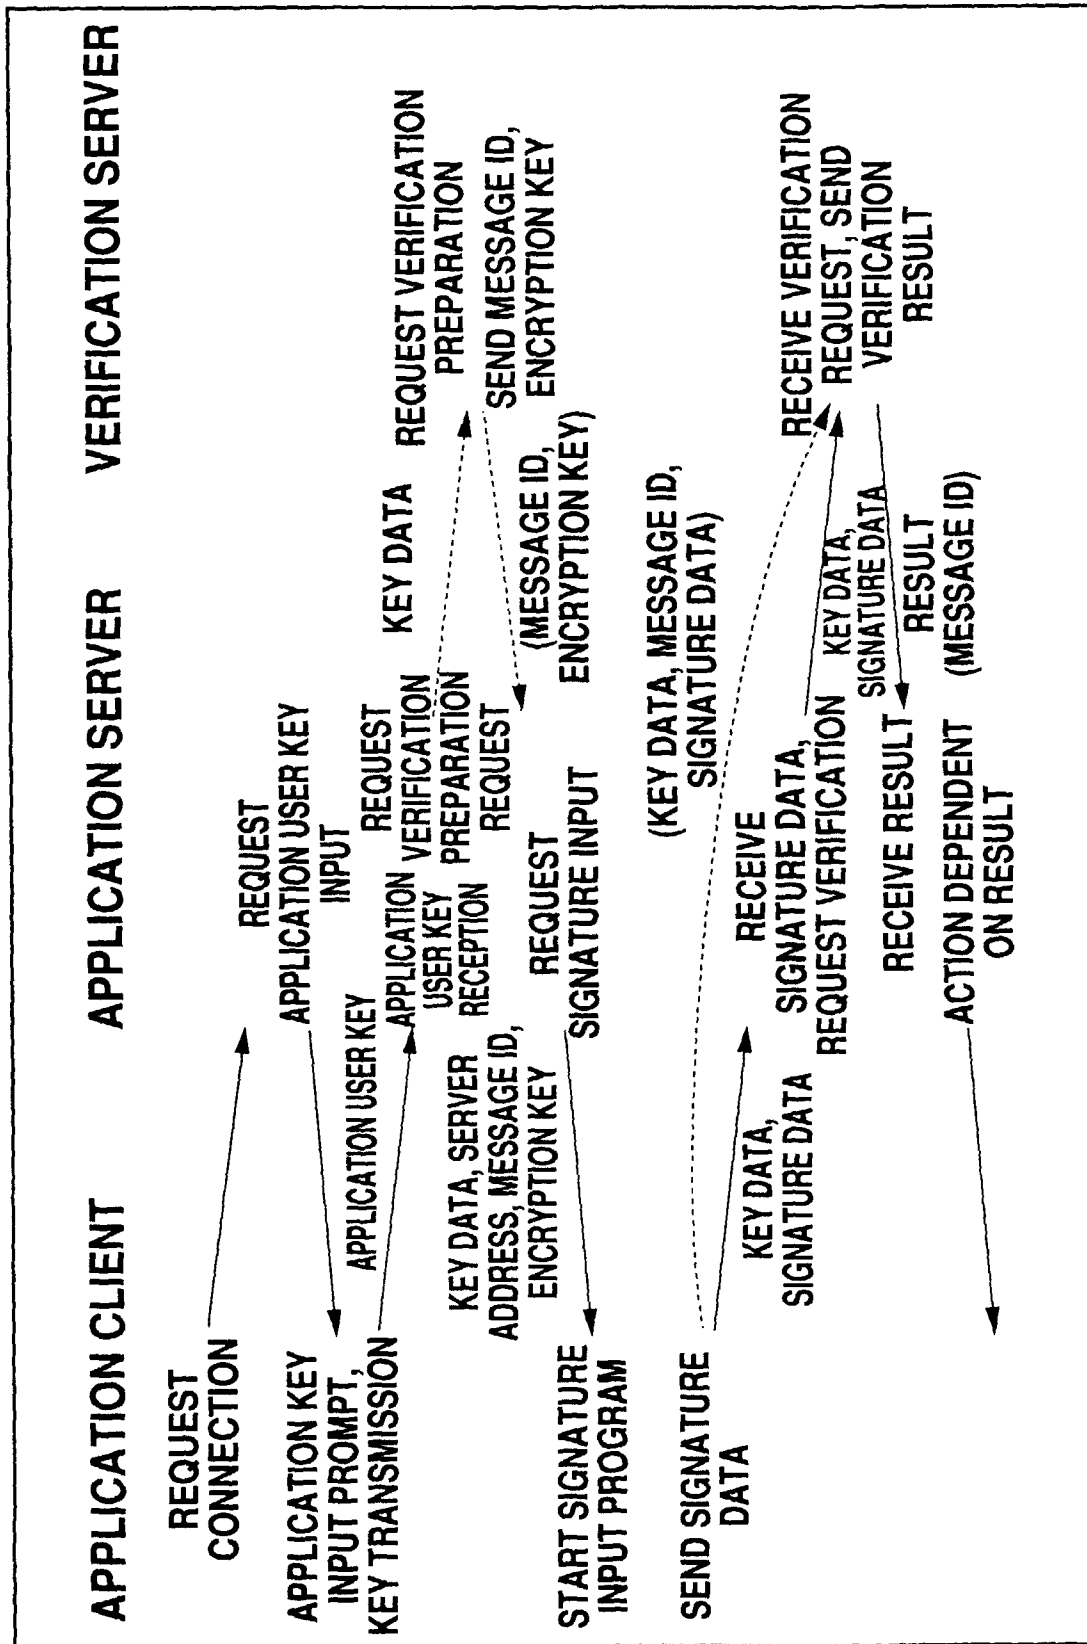 APPLICATION CLIENT
APPLICATION SERVER
VERIFICATION SERVER
REQUEST
CONNECTION
REQUEST
APPLICATION USER KEY
INPUT
APPLICATION KEY
INPUT PROMPT,
KEY TRANSMISSION
APPLICATION USER KEY
APPLICATION
USER KEY
RECEPTION
REQUEST
VERIFICATION
PREPARATION
REQUEST
KEY DATA
REQUEST VERIFICATION
PREPARATION
SEND MESSAGE ID,
ENCRYPTION KEY
(MESSAGE ID,
ENCRYPTION KEY)
REQUEST
SIGNATURE INPUT
KEY DATA, SERVER
ADDRESS, MESSAGE ID,
ENCRYPTION KEY
START SIGNATURE
INPUT PROGRAM
SEND SIGNATURE
DATA
(KEY DATA, MESSAGE ID,
SIGNATURE DATA)
KEY DATA,
SIGNATURE DATA
RECEIVE
SIGNATURE DATA,
REQUEST VERIFICATION
KEY DATA,
SIGNATURE DATA
RECEIVE VERIFICATION
REQUEST, SEND
VERIFICATION
RESULT
RESULT
(MESSAGE ID)
RECEIVE RESULT
ACTION DEPENDENT
ON RESULT